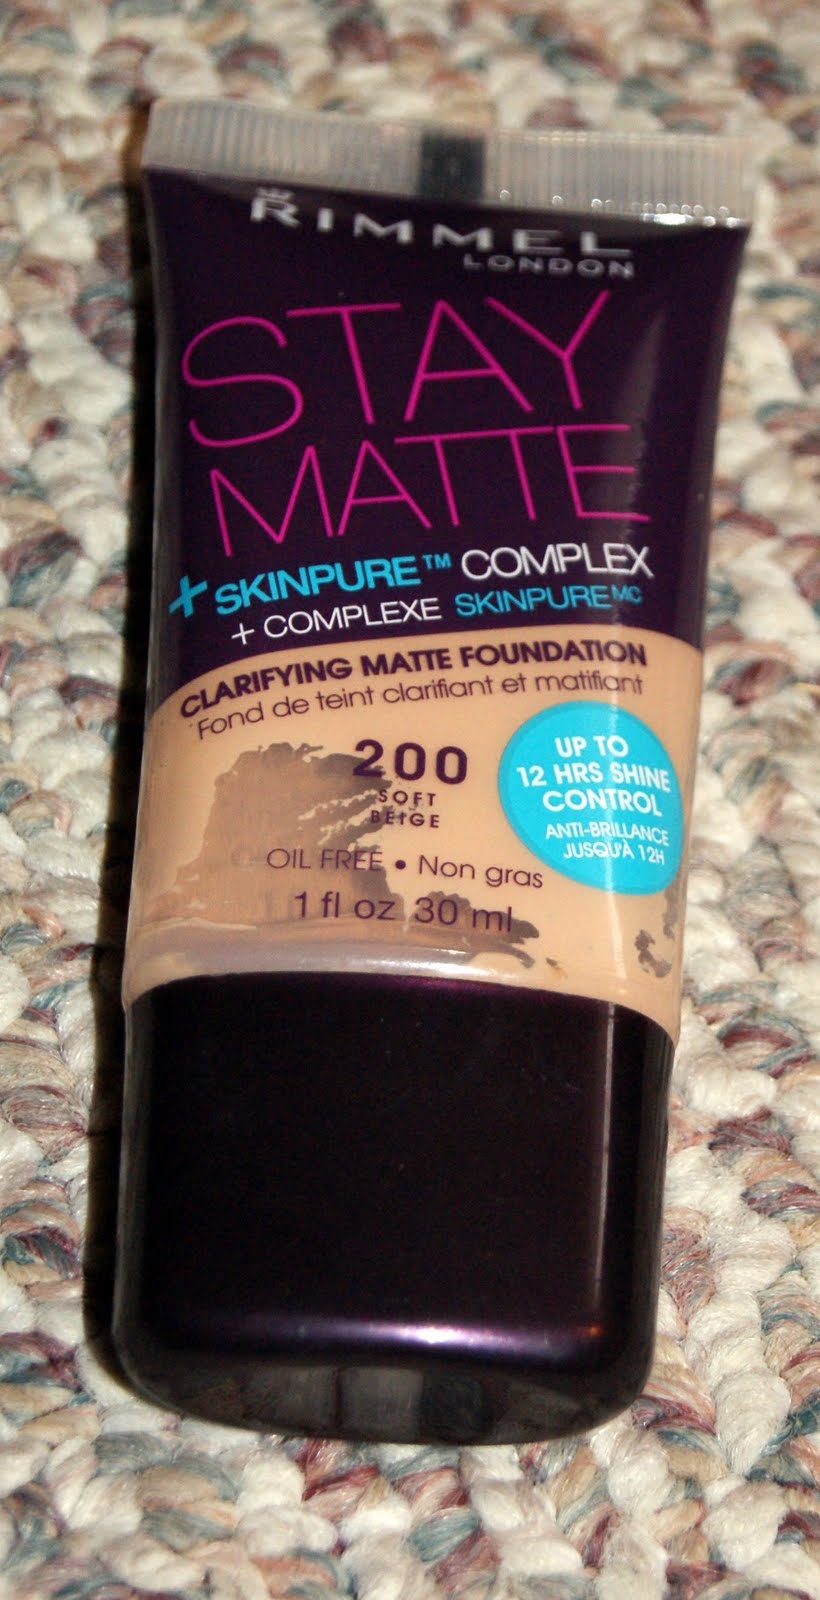 RIMMEL
LONDON
STAY
MATTE
+ SKINPURE™ COMPLEX
+ COMPLEXE SKINPUREᴹᶜ
CLARIFYING MATTE FOUNDATION
Fond de teint clarifiant et matifiant
200
SOFT
BEIGE
UP TO
12 HRS SHINE
CONTROL
ANTI-BRILLANCE
JUSQU'À 12H
OIL FREE • Non gras
1 fl oz 30 ml